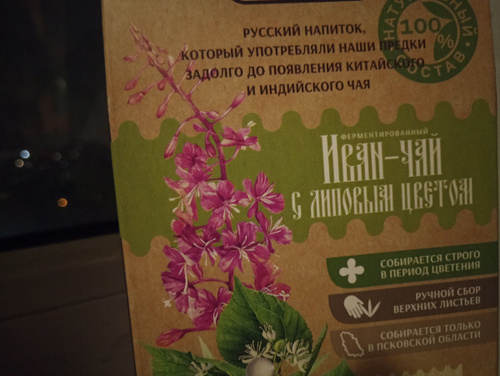 РУССКИЙ НАПИТОК,
КОТОРЫЙ УПОТРЕБЛЯЛИ НАШИ ПРЕДКИ
ЗАДОЛГО ДО ПОЯВЛЕНИЯ КИТАЙСКОГО
И ИНДИЙСКОГО ЧАЯ
100%
СОСТАВ
ФЕРМЕНТИРОВАННЫЙ
ИВАН-ЧАЙ
С ЛИПОВЫМ ЦВЕТОМ
СОБИРАЕТСЯ СТРОГО
В ПЕРИОД ЦВЕТЕНИЯ
РУЧНОЙ СБОР
ВЕРХНИХ ЛИСТЬЕВ
СОБИРАЕТСЯ ТОЛЬКО
В ПСКОВСКОЙ ОБЛАСТИ